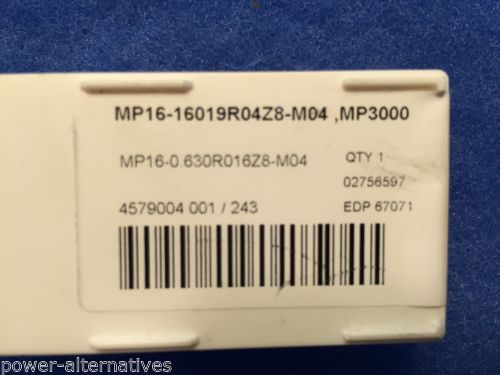 MP16-16019R04Z8-M04 ,MP3000
MP16-0.630R016Z8-M04 QTY 1
02756597
4579004 001 / 243 EDP 67071
power-alternatives